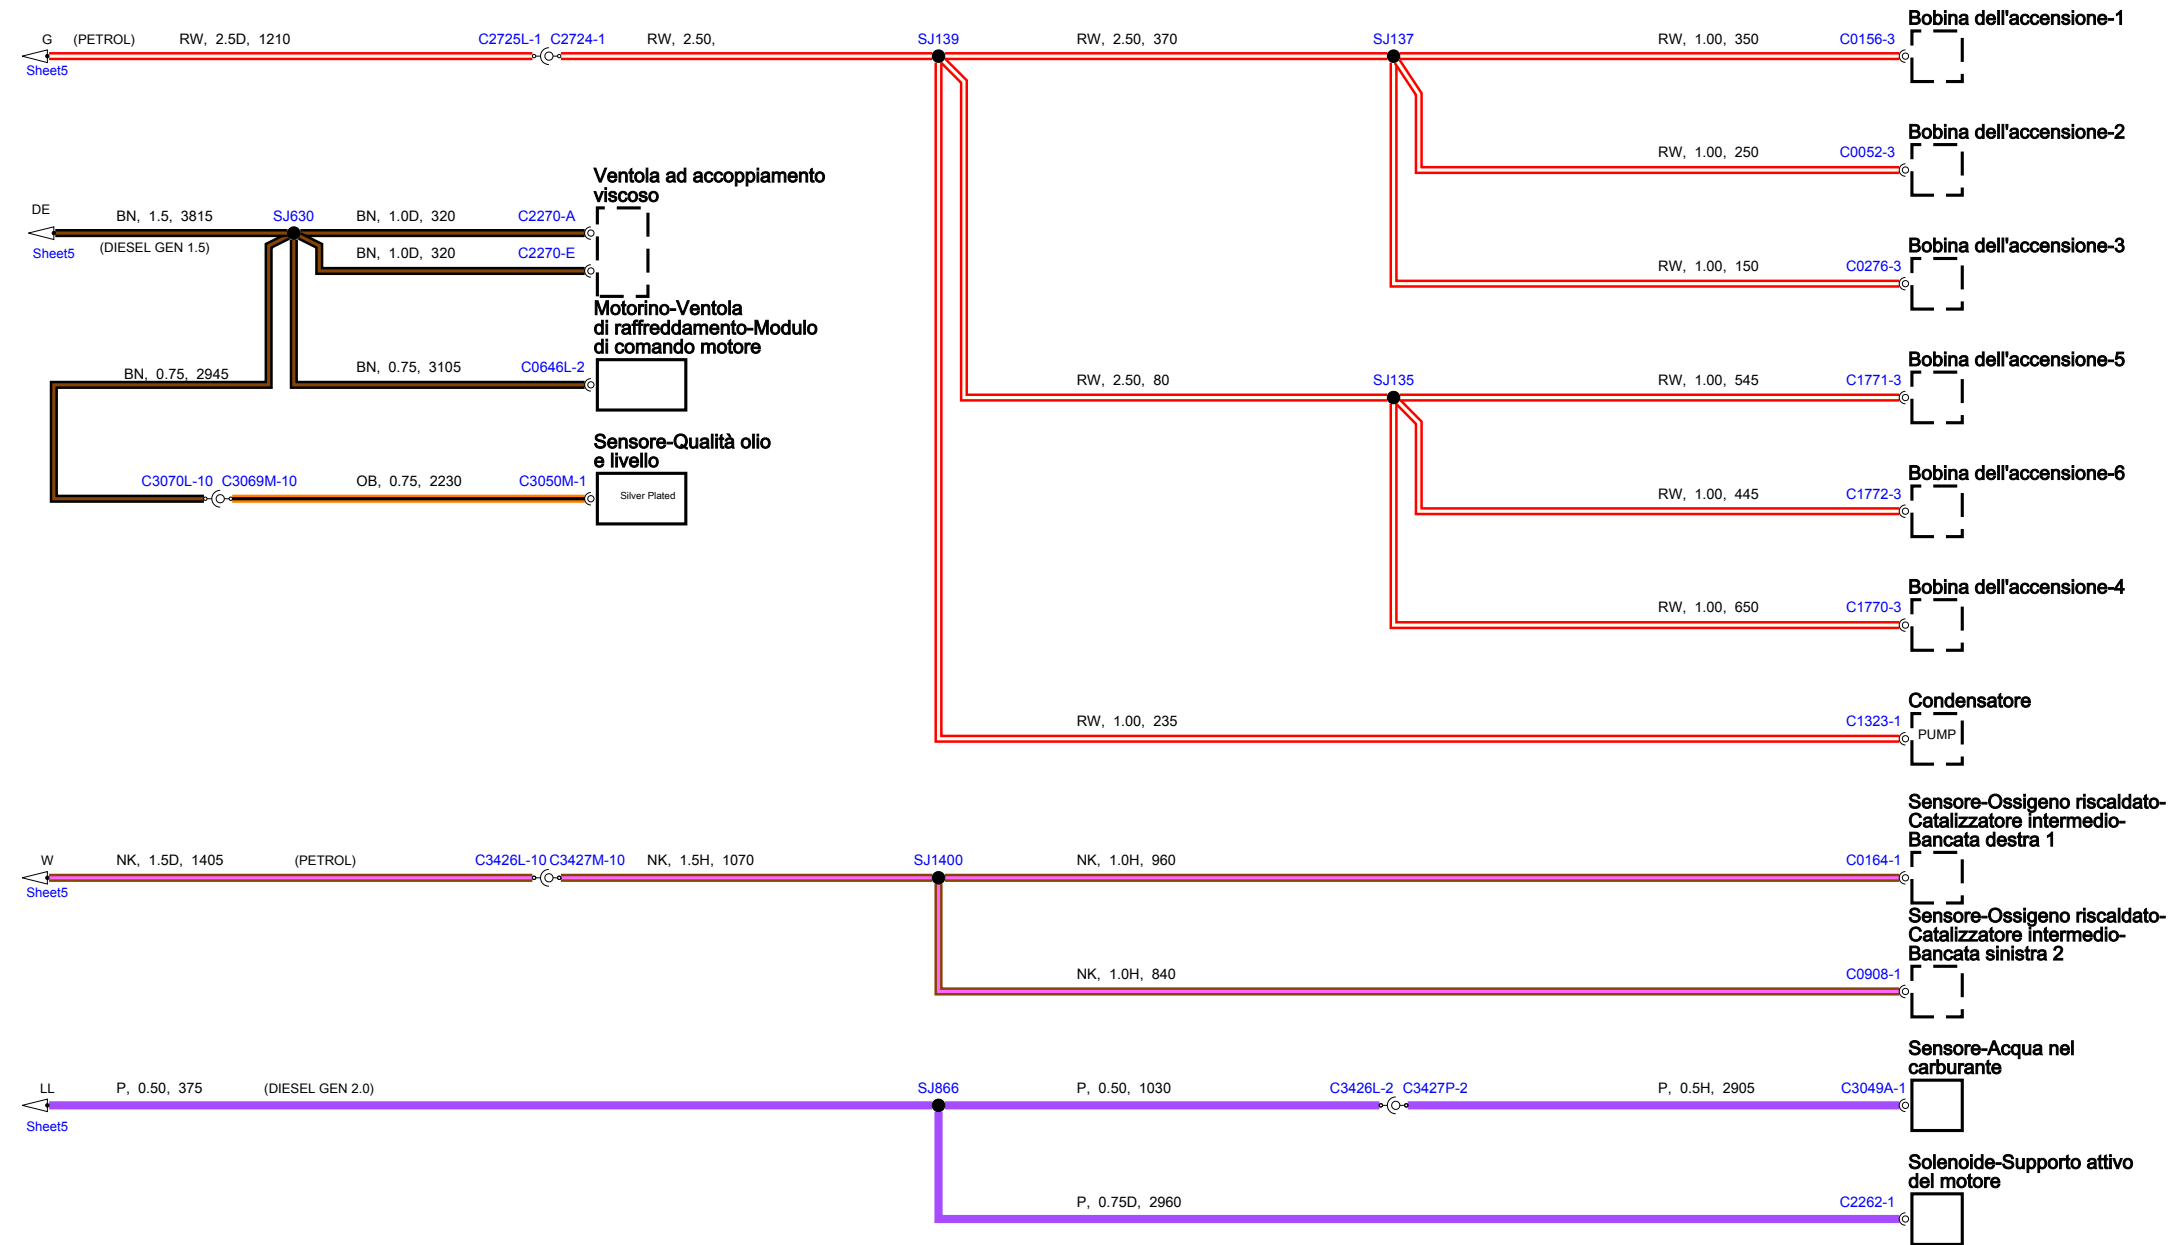 Bobina dell'accensione-1
G (PETROL) RW, 2.5D, 1210 C2725L-1 C2724-1 RW, 2.50, SJ139 RW, 2.50, 370 SJ137 RW, 1.00, 350 C0156-3
Sheet5
Bobina dell'accensione-2
RW, 1.00, 250 C0052-3
Ventola ad accoppiamento
viscoso
DE BN, 1.5, 3815 SJ630 BN, 1.0D, 320 C2270-A
Sheet5 (DIESEL GEN 1.5) BN, 1.0D, 320 C2270-E
Bobina dell'accensione-3
RW, 1.00, 150 C0276-3
Motorino-Ventola
di raffreddamento-Modulo
di comando motore
BN, 0.75, 2945 BN, 0.75, 3105 C0646L-2
Bobina dell'accensione-5
RW, 2.50, 80 SJ135 RW, 1.00, 545 C1771-3
Sensore-Qualità olio
e livello
C3070L-10 C3069M-10 OB, 0.75, 2230 C3050M-1
Silver Plated
Bobina dell'accensione-6
RW, 1.00, 445 C1772-3
Bobina dell'accensione-4
RW, 1.00, 650 C1770-3
Condensatore
RW, 1.00, 235 C1323-1
PUMP
Sensore-Ossigeno riscaldato-
Catalizzatore intermedio-
Bancata destra 1
W NK, 1.5D, 1405 (PETROL) C3426L-10 C3427M-10 NK, 1.5H, 1070 SJ1400 NK, 1.0H, 960 C0164-1
Sheet5
Sensore-Ossigeno riscaldato-
Catalizzatore intermedio-
Bancata sinistra 2
NK, 1.0H, 840 C0908-1
Sensore-Acqua nel
carburante
LL P, 0.50, 375 (DIESEL GEN 2.0) SJ866 P, 0.50, 1030 C3426L-2 C3427P-2 P, 0.5H, 2905 C3049A-1
Sheet5
Solenoide-Supporto attivo
del motore
P, 0.75D, 2960 C2262-1